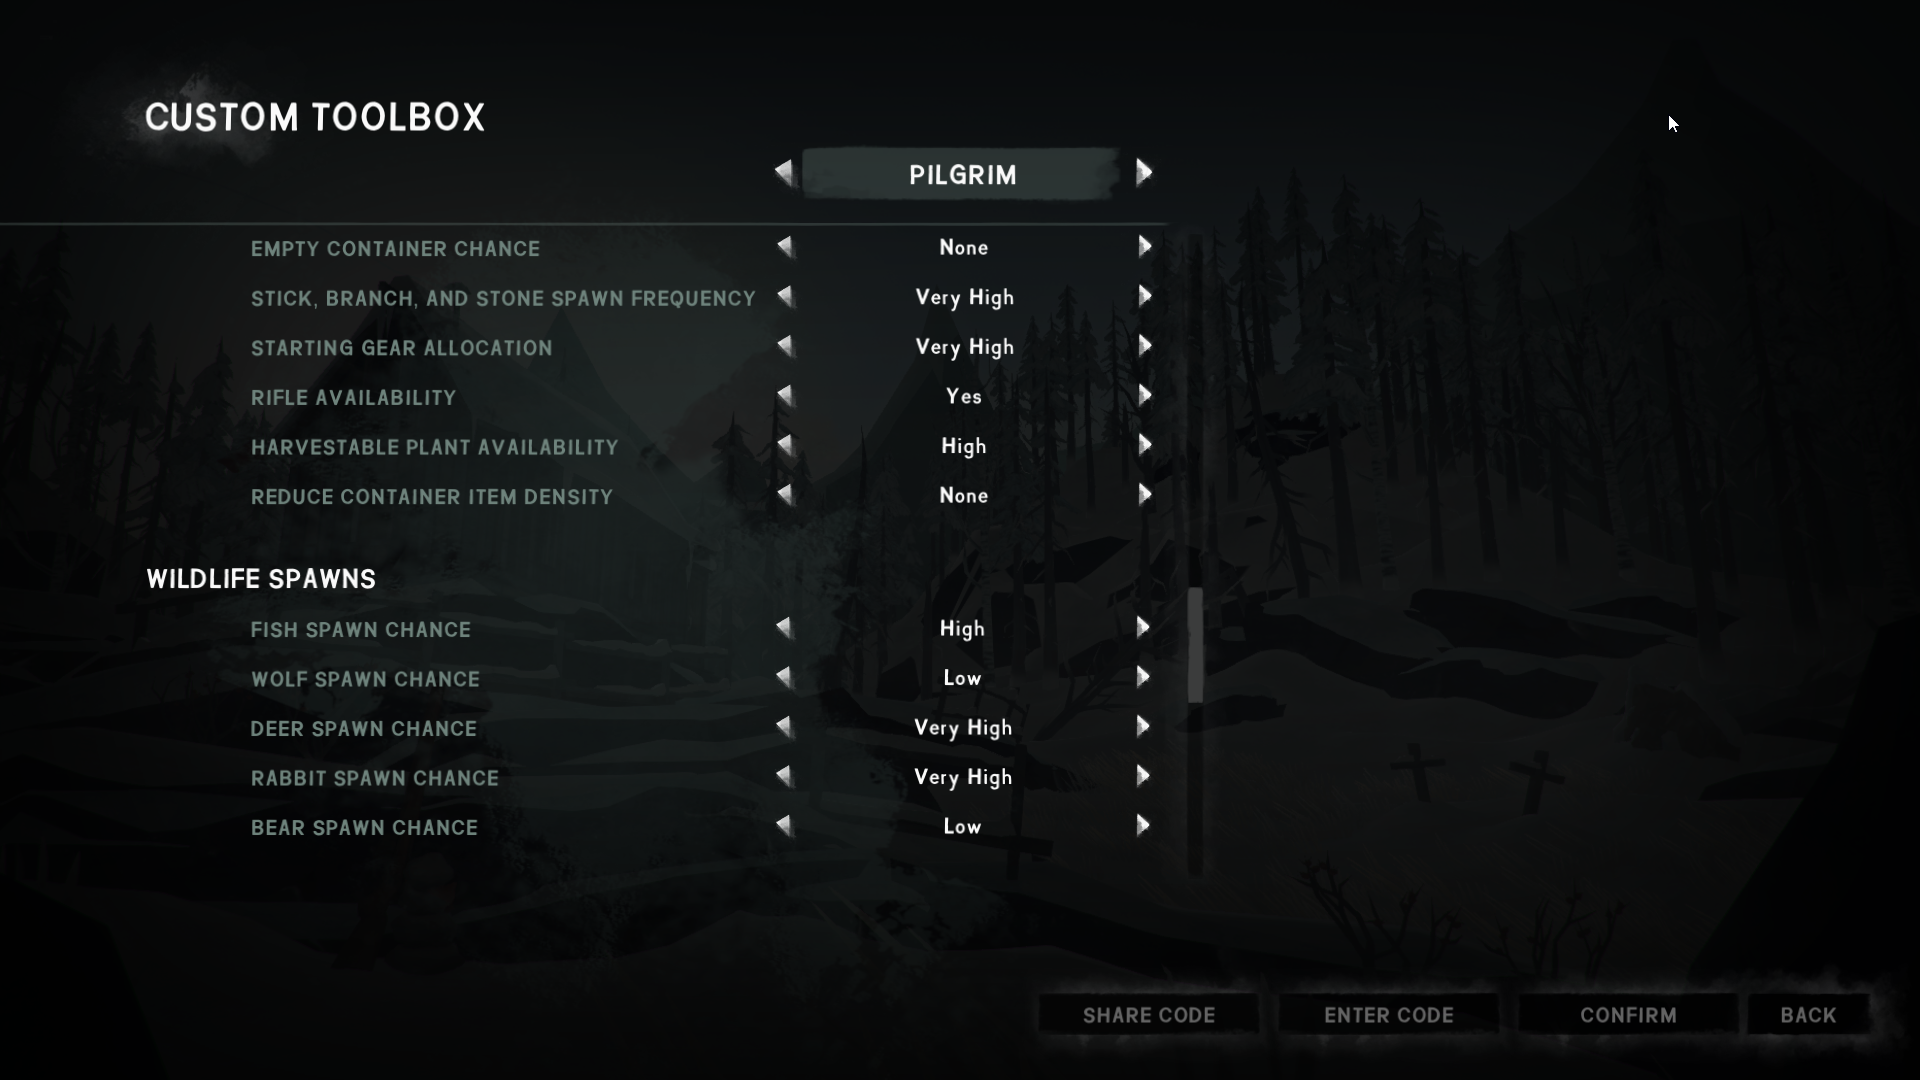 CUSTOM TOOLBOX
PILGRIM
EMPTY CONTAINER CHANCE None
STICK, BRANCH, AND STONE SPAWN FREQUENCY Very High
STARTING GEAR ALLOCATION Very High
RIFLE AVAILABILITY Yes
HARVESTABLE PLANT AVAILABILITY High
REDUCE CONTAINER ITEM DENSITY None
WILDLIFE SPAWNS
FISH SPAWN CHANCE High
WOLF SPAWN CHANCE Low
DEER SPAWN CHANCE Very High
RABBIT SPAWN CHANCE Very High
BEAR SPAWN CHANCE Low
SHARE CODE ENTER CODE CONFIRM BACK